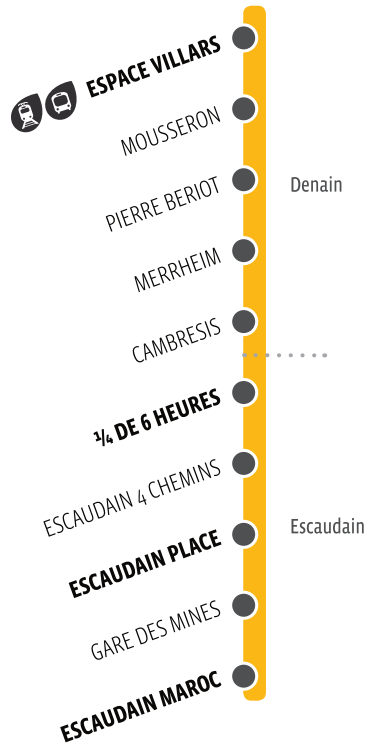 ESPACE VILLARS
MOUSSERON
PIERRE BERIOT
Denain
MERRHEIM
CAMBRESIS
¼ DE 6 HEURES
ESCAUDAIN 4 CHEMINS
Escaudain
ESCAUDAIN PLACE
GARE DES MINES
ESCAUDAIN MAROC